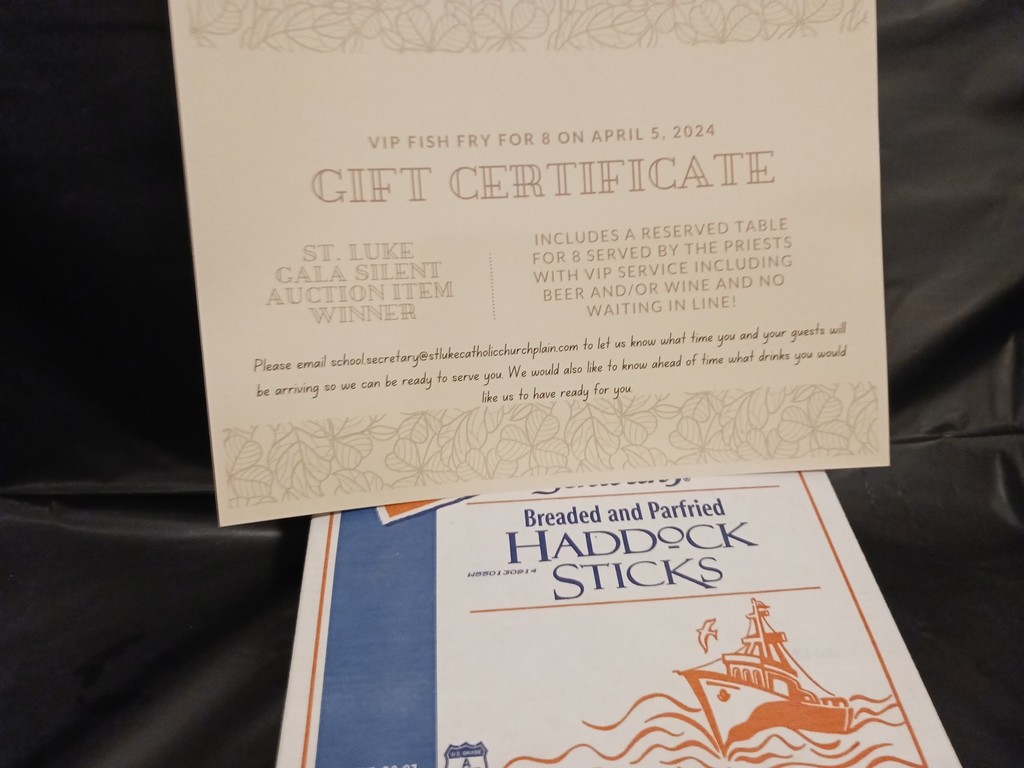 VIP FISH FRY FOR 8 ON APRIL 5, 2024
GIFT CERTIFICATE
ST. LUKE
GALA SILENT
AUCTION ITEM
WINNER
INCLUDES A RESERVED TABLE
FOR 8 SERVED BY THE PRIESTS
WITH VIP SERVICE INCLUDING
BEER AND/OR WINE AND NO
WAITING IN LINE!
Please email school.secretary@stlukecatholicchurchplain.com to let us know what time you and your guests will
be arriving so we can be ready to serve you. We would also like to know ahead of time what drinks you would
like us to have ready for you.
Breaded and Parfried
HADDOCK
W550130914
STICKS
U.S. GRADE
A